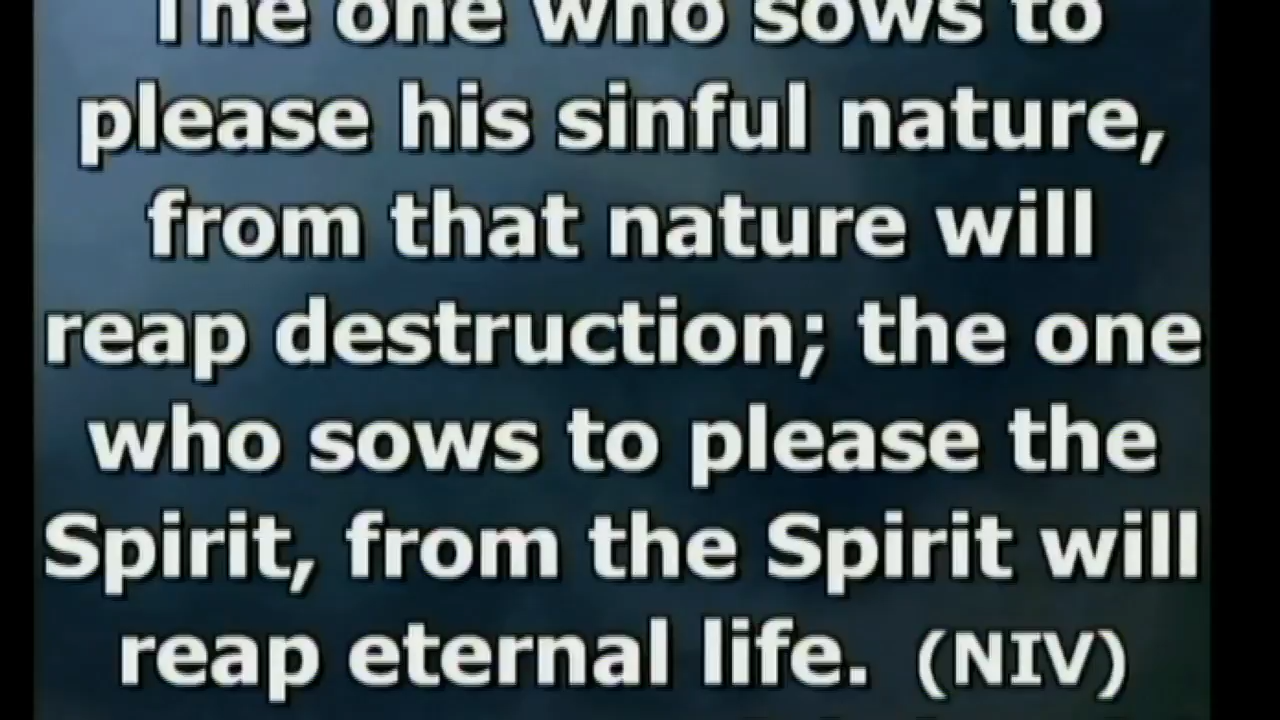 The one who sows to
please his sinful nature,
from that nature will
reap destruction; the one
who sows to please the
Spirit, from the Spirit will
reap eternal life. (NIV)